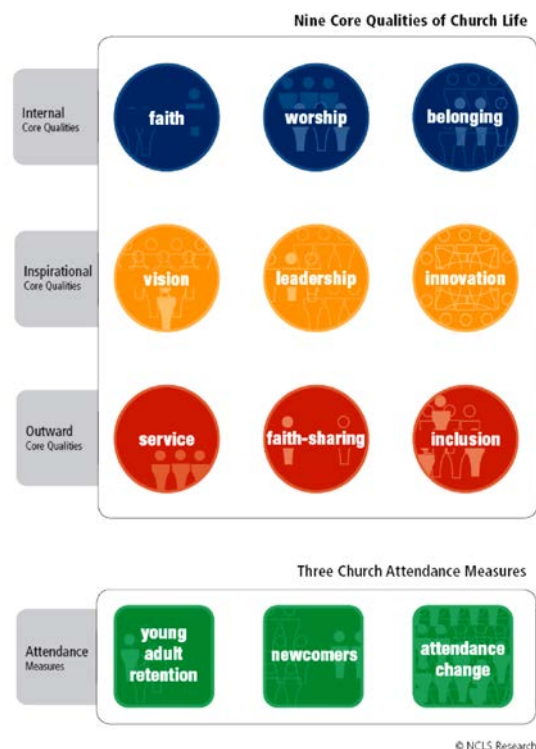 Nine Core Qualities of Church Life
Internal
Core Qualities
faith
worship
belonging
Inspirational
Core Qualities
vision
leadership
innovation
Outward
Core Qualities
service
faith-sharing
inclusion
Three Church Attendance Measures
Attendance
Measures
young
adult
retention
newcomers
attendance
change
© NCLS Research